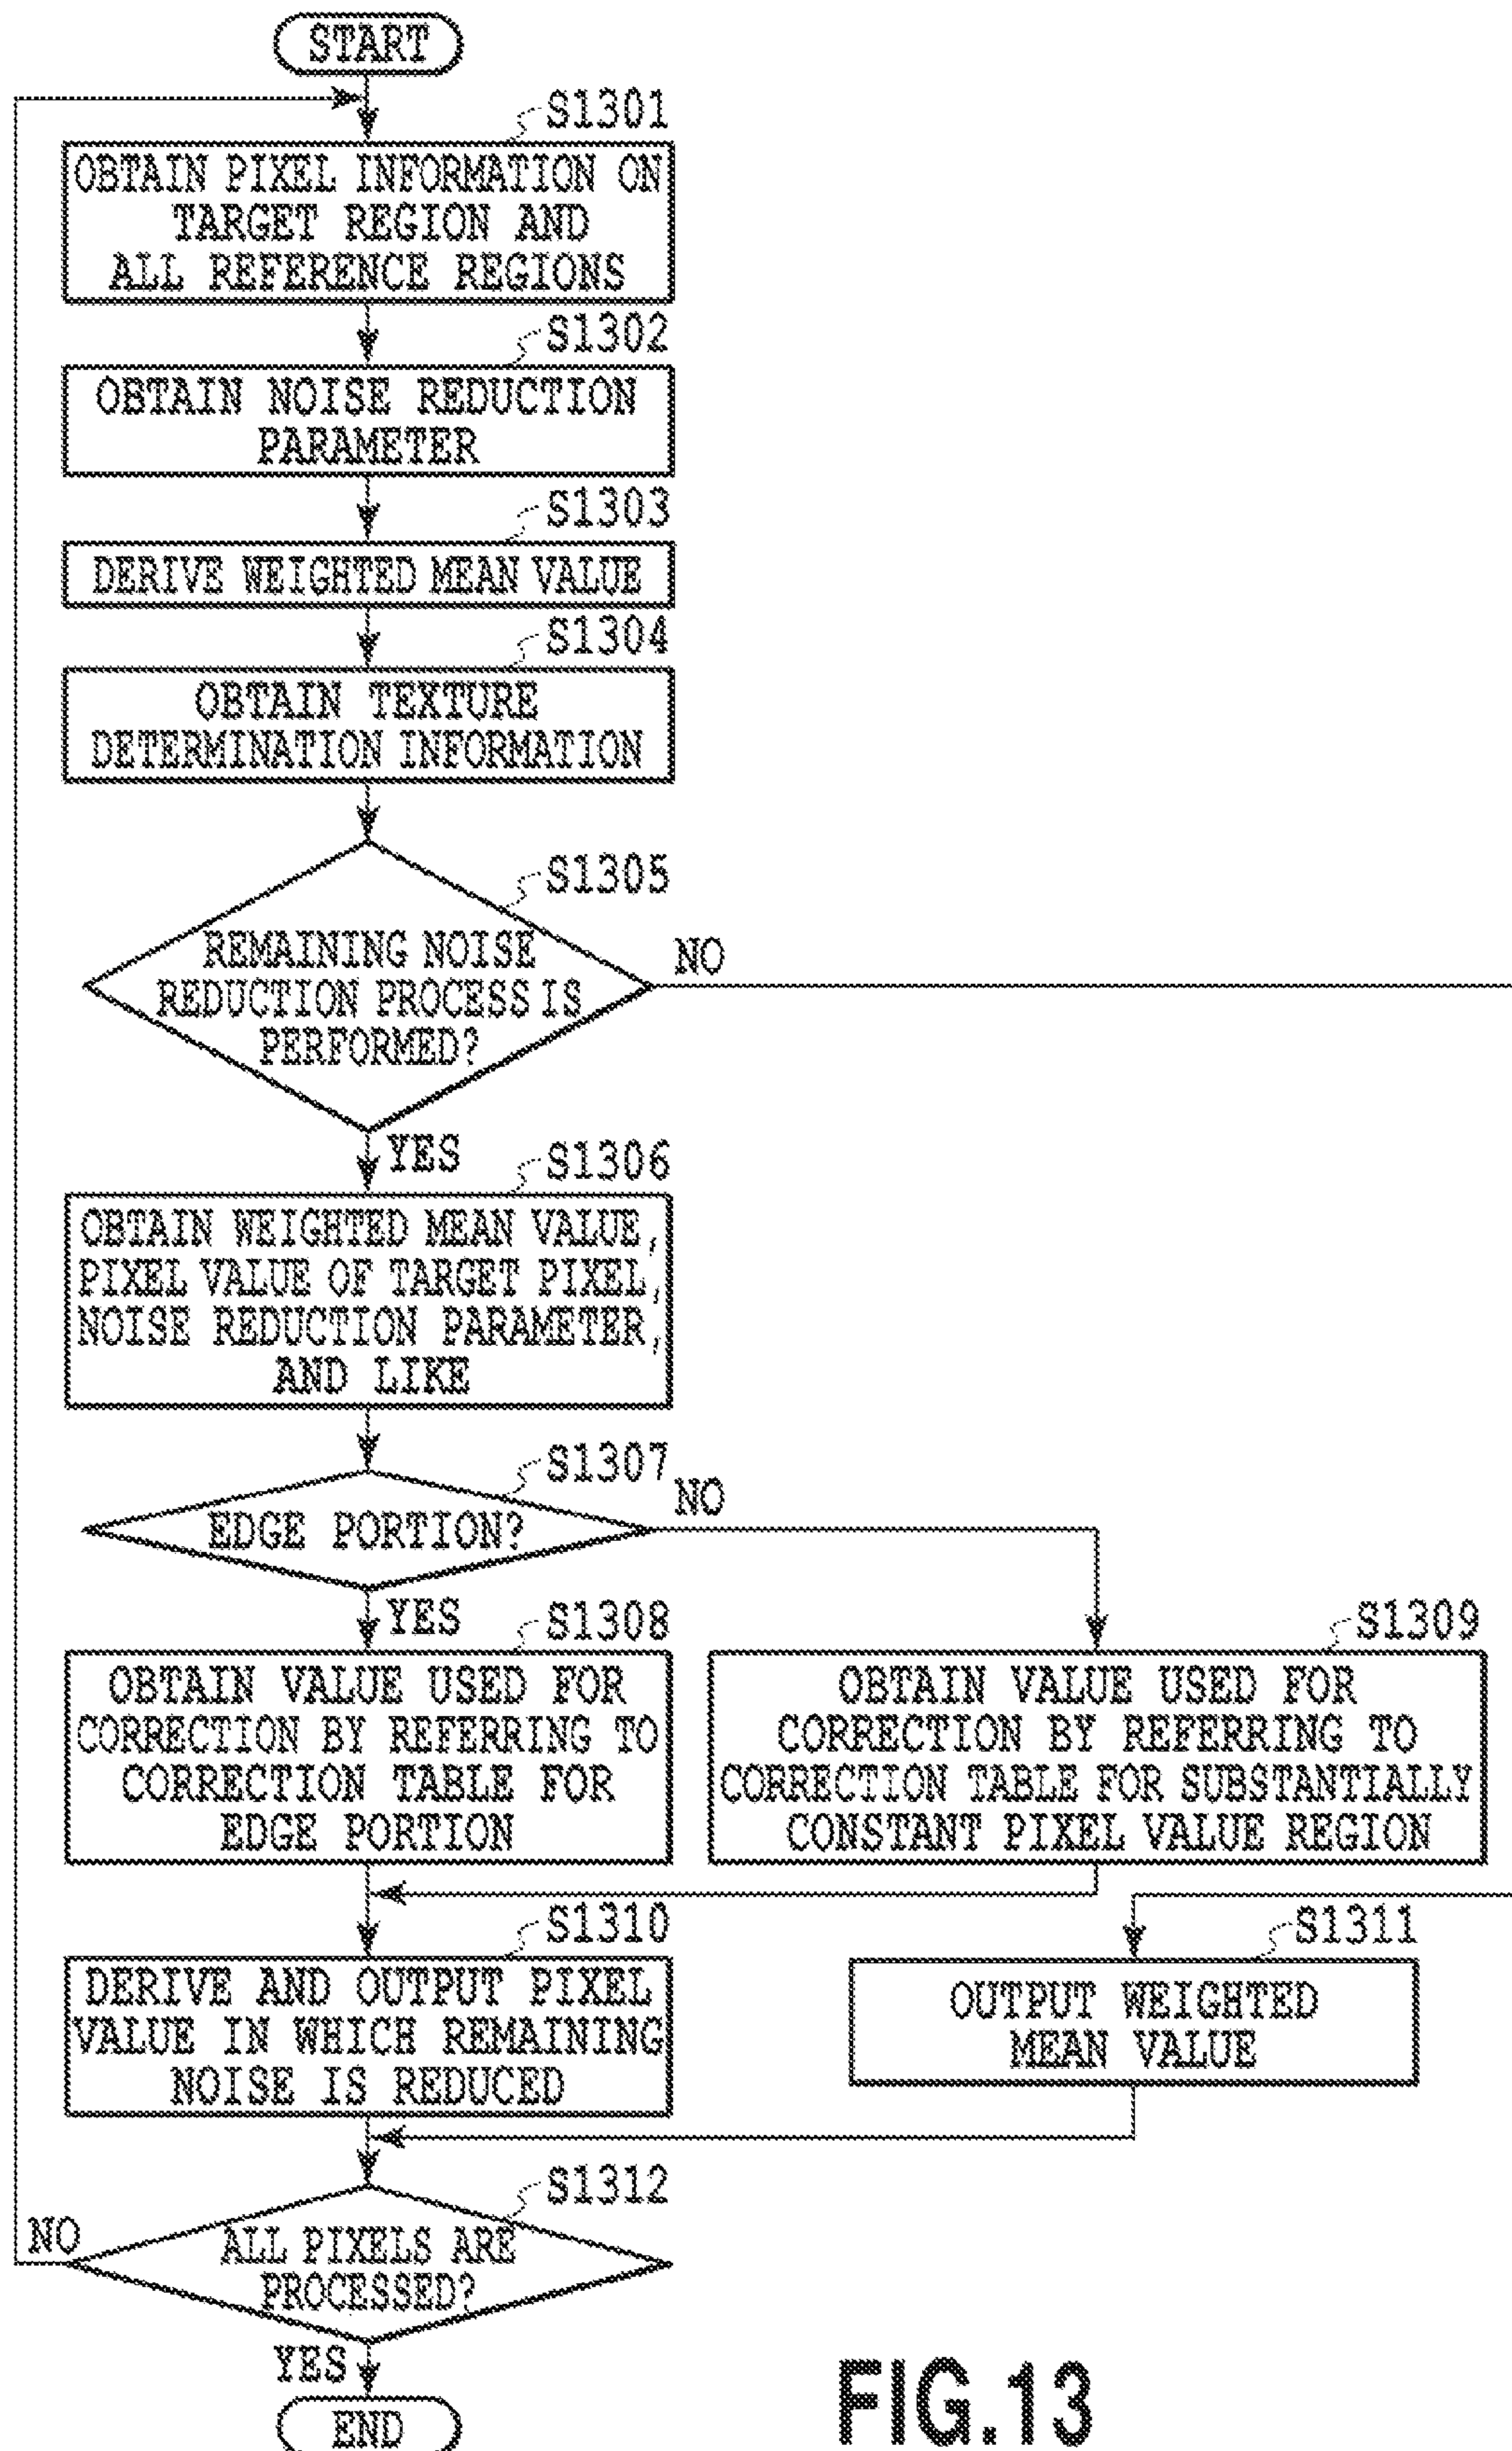 START
S1301
OBTAIN PIXEL INFORMATION ON
TARGET REGION AND
ALL REFERENCE REGIONS
S1302
OBTAIN NOISE REDUCTION
PARAMETER
S1303
DERIVE WEIGHTED MEAN VALUE
S1304
OBTAIN TEXTURE
DETERMINATION INFORMATION
S1305
REMAINING NOISE
REDUCTION PROCESS IS
PERFORMED?
NO
YES
S1306
OBTAIN WEIGHTED MEAN VALUE,
PIXEL VALUE OF TARGET PIXEL,
NOISE REDUCTION PARAMETER,
AND LIKE
S1307
EDGE PORTION?
NO
YES
S1308
OBTAIN VALUE USED FOR
CORRECTION BY REFERRING TO
CORRECTION TABLE FOR
EDGE PORTION
S1309
OBTAIN VALUE USED FOR
CORRECTION BY REFERRING TO
CORRECTION TABLE FOR SUBSTANTIALLY
CONSTANT PIXEL VALUE REGION
S1310
DERIVE AND OUTPUT PIXEL
VALUE IN WHICH REMAINING
NOISE IS REDUCED
S1311
OUTPUT WEIGHTED
MEAN VALUE
S1312
ALL PIXELS ARE
PROCESSED?
NO
YES
END
FIG.13